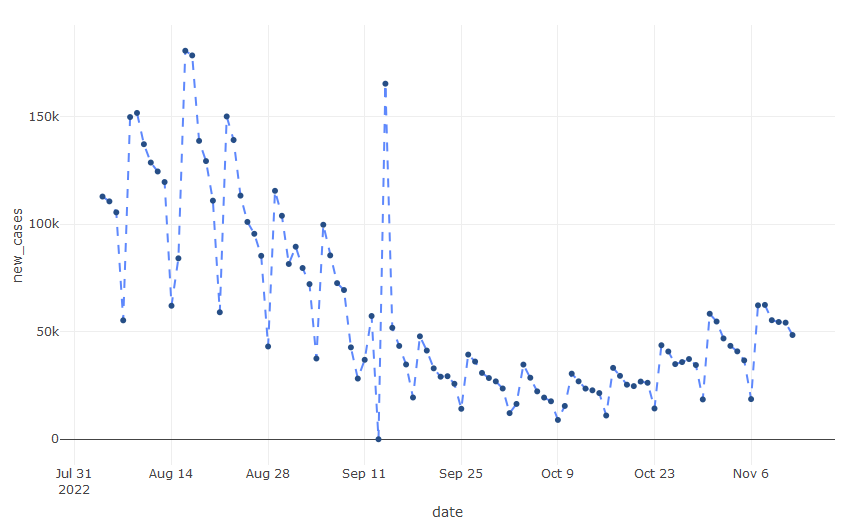 150k
100k
50k
0
new_cases
Jul 31 Aug 14 Aug 28 Sep 11 Sep 25 Oct 9 Oct 23 Nov 6
2022
date